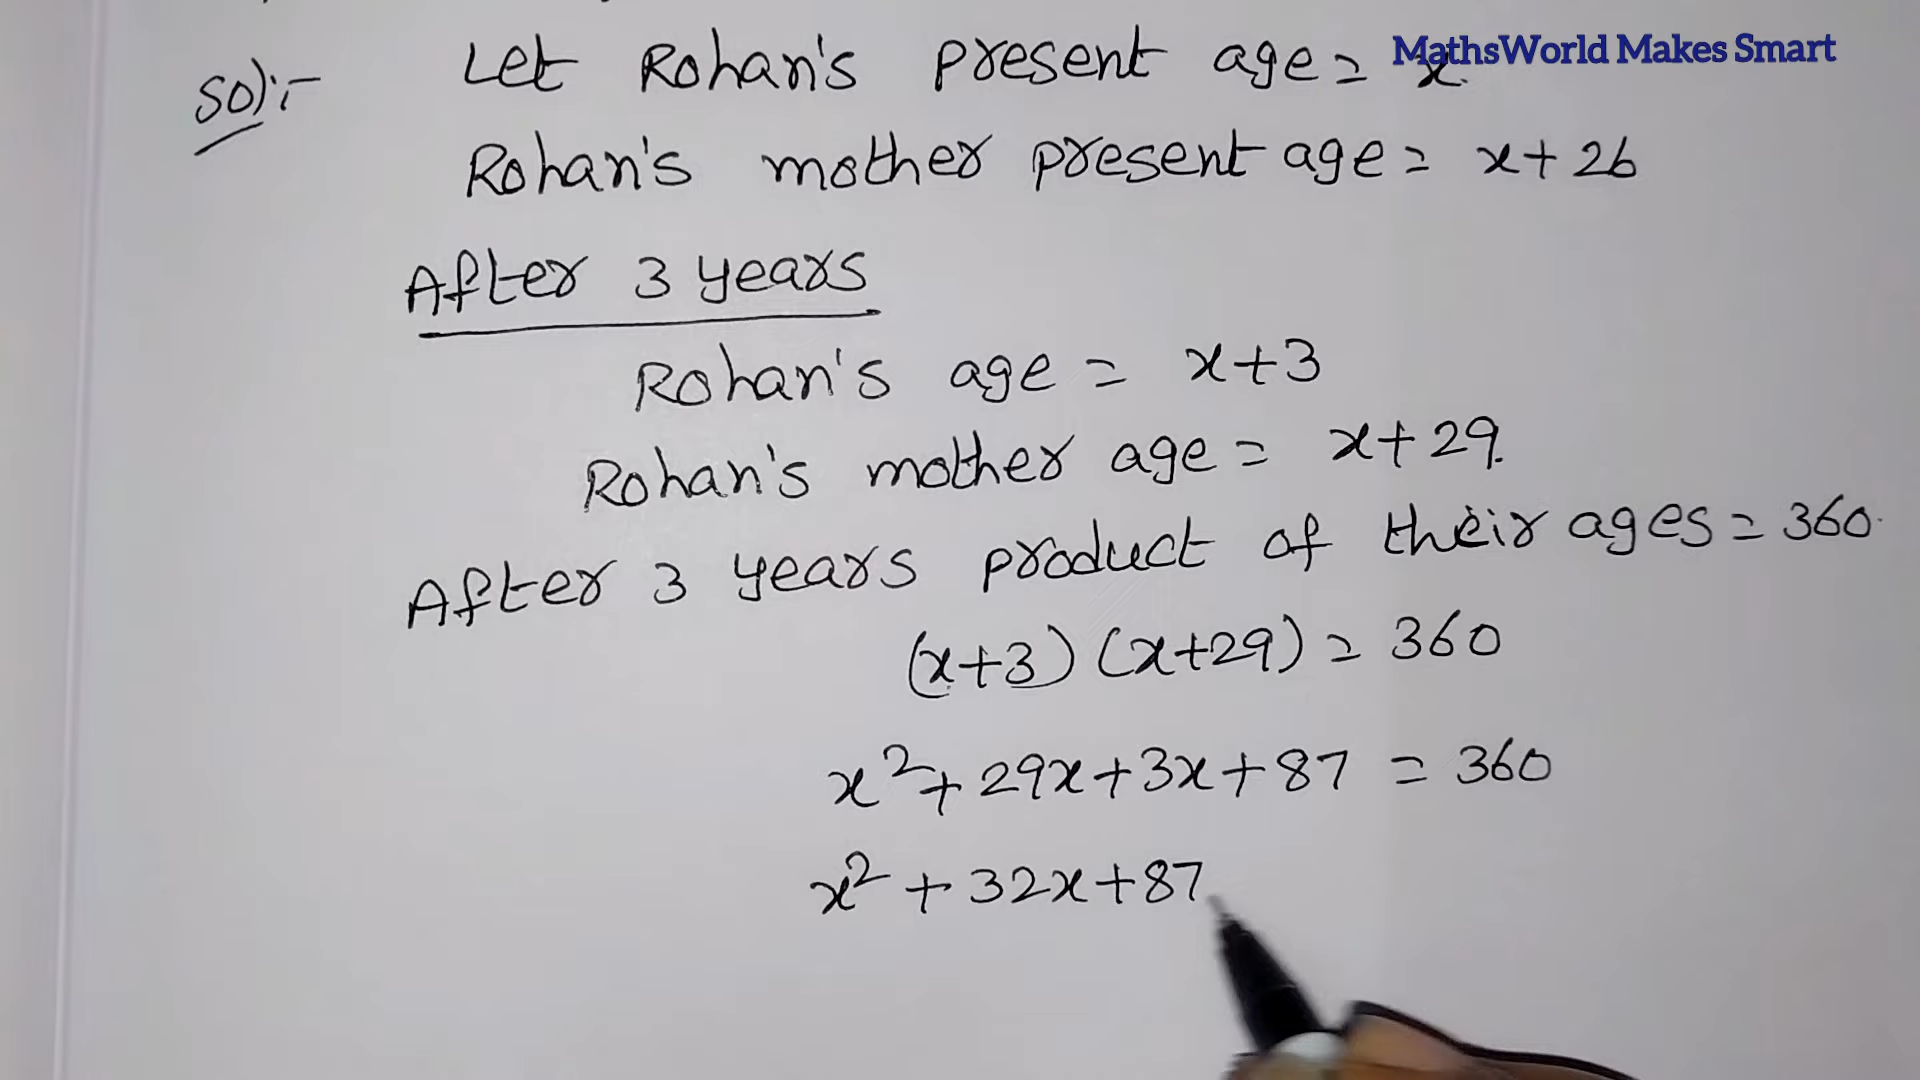 MathsWorld Makes Smart
Sol:- Let Rohan's present age = x.
Rohan's mother present age = x+26
After 3 years
Rohan's age = x+3
Rohan's mother age = x+29.
After 3 years product of their ages = 360.
(x+3) (x+29) = 360
x²+29x+3x+87 = 360
x² + 32x+87